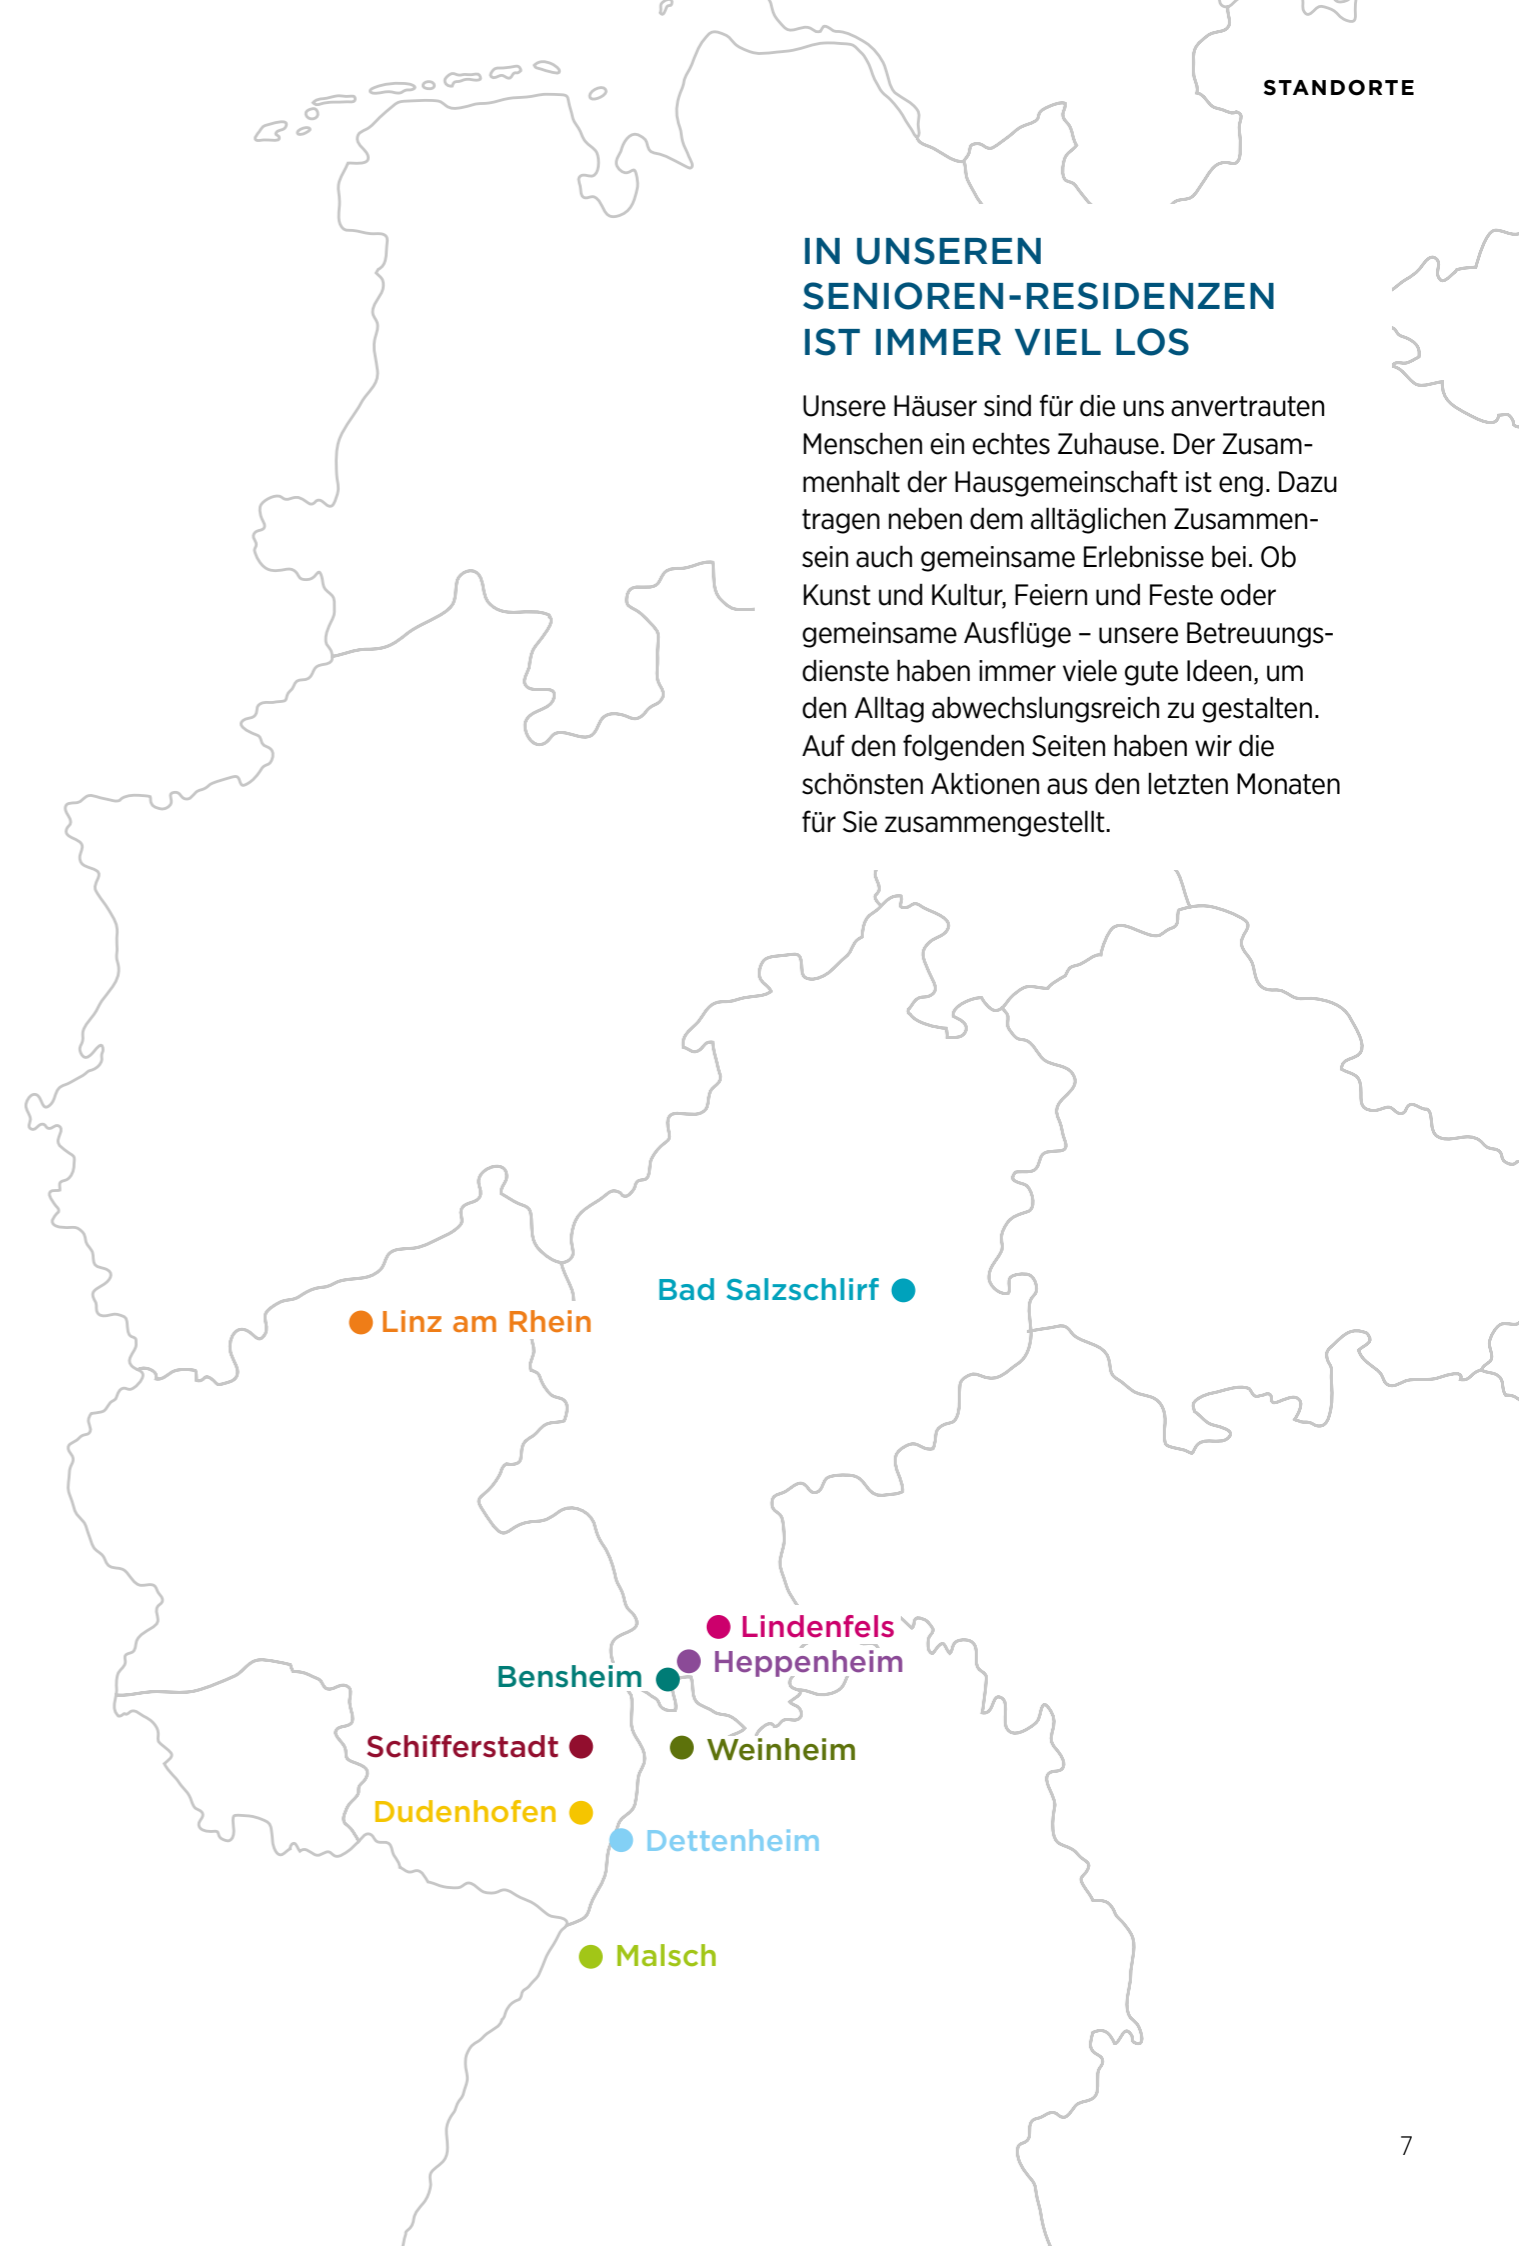 STANDORTE
IN UNSEREN
SENIOREN-RESIDENZEN
IST IMMER VIEL LOS
Unsere Häuser sind für die uns anvertrauten
Menschen ein echtes Zuhause. Der Zusam-
menhalt der Hausgemeinschaft ist eng. Dazu
tragen neben dem alltäglichen Zusammen-
sein auch gemeinsame Erlebnisse bei. Ob
Kunst und Kultur, Feiern und Feste oder
gemeinsame Ausflüge – unsere Betreuungs-
dienste haben immer viele gute Ideen, um
den Alltag abwechslungsreich zu gestalten.
Auf den folgenden Seiten haben wir die
schönsten Aktionen aus den letzten Monaten
für Sie zusammengestellt.
Bad Salzschlirf
Linz am Rhein
Lindenfels
Heppenheim
Bensheim
Schifferstadt
Weinheim
Dudenhofen
Dettenheim
Malsch
7